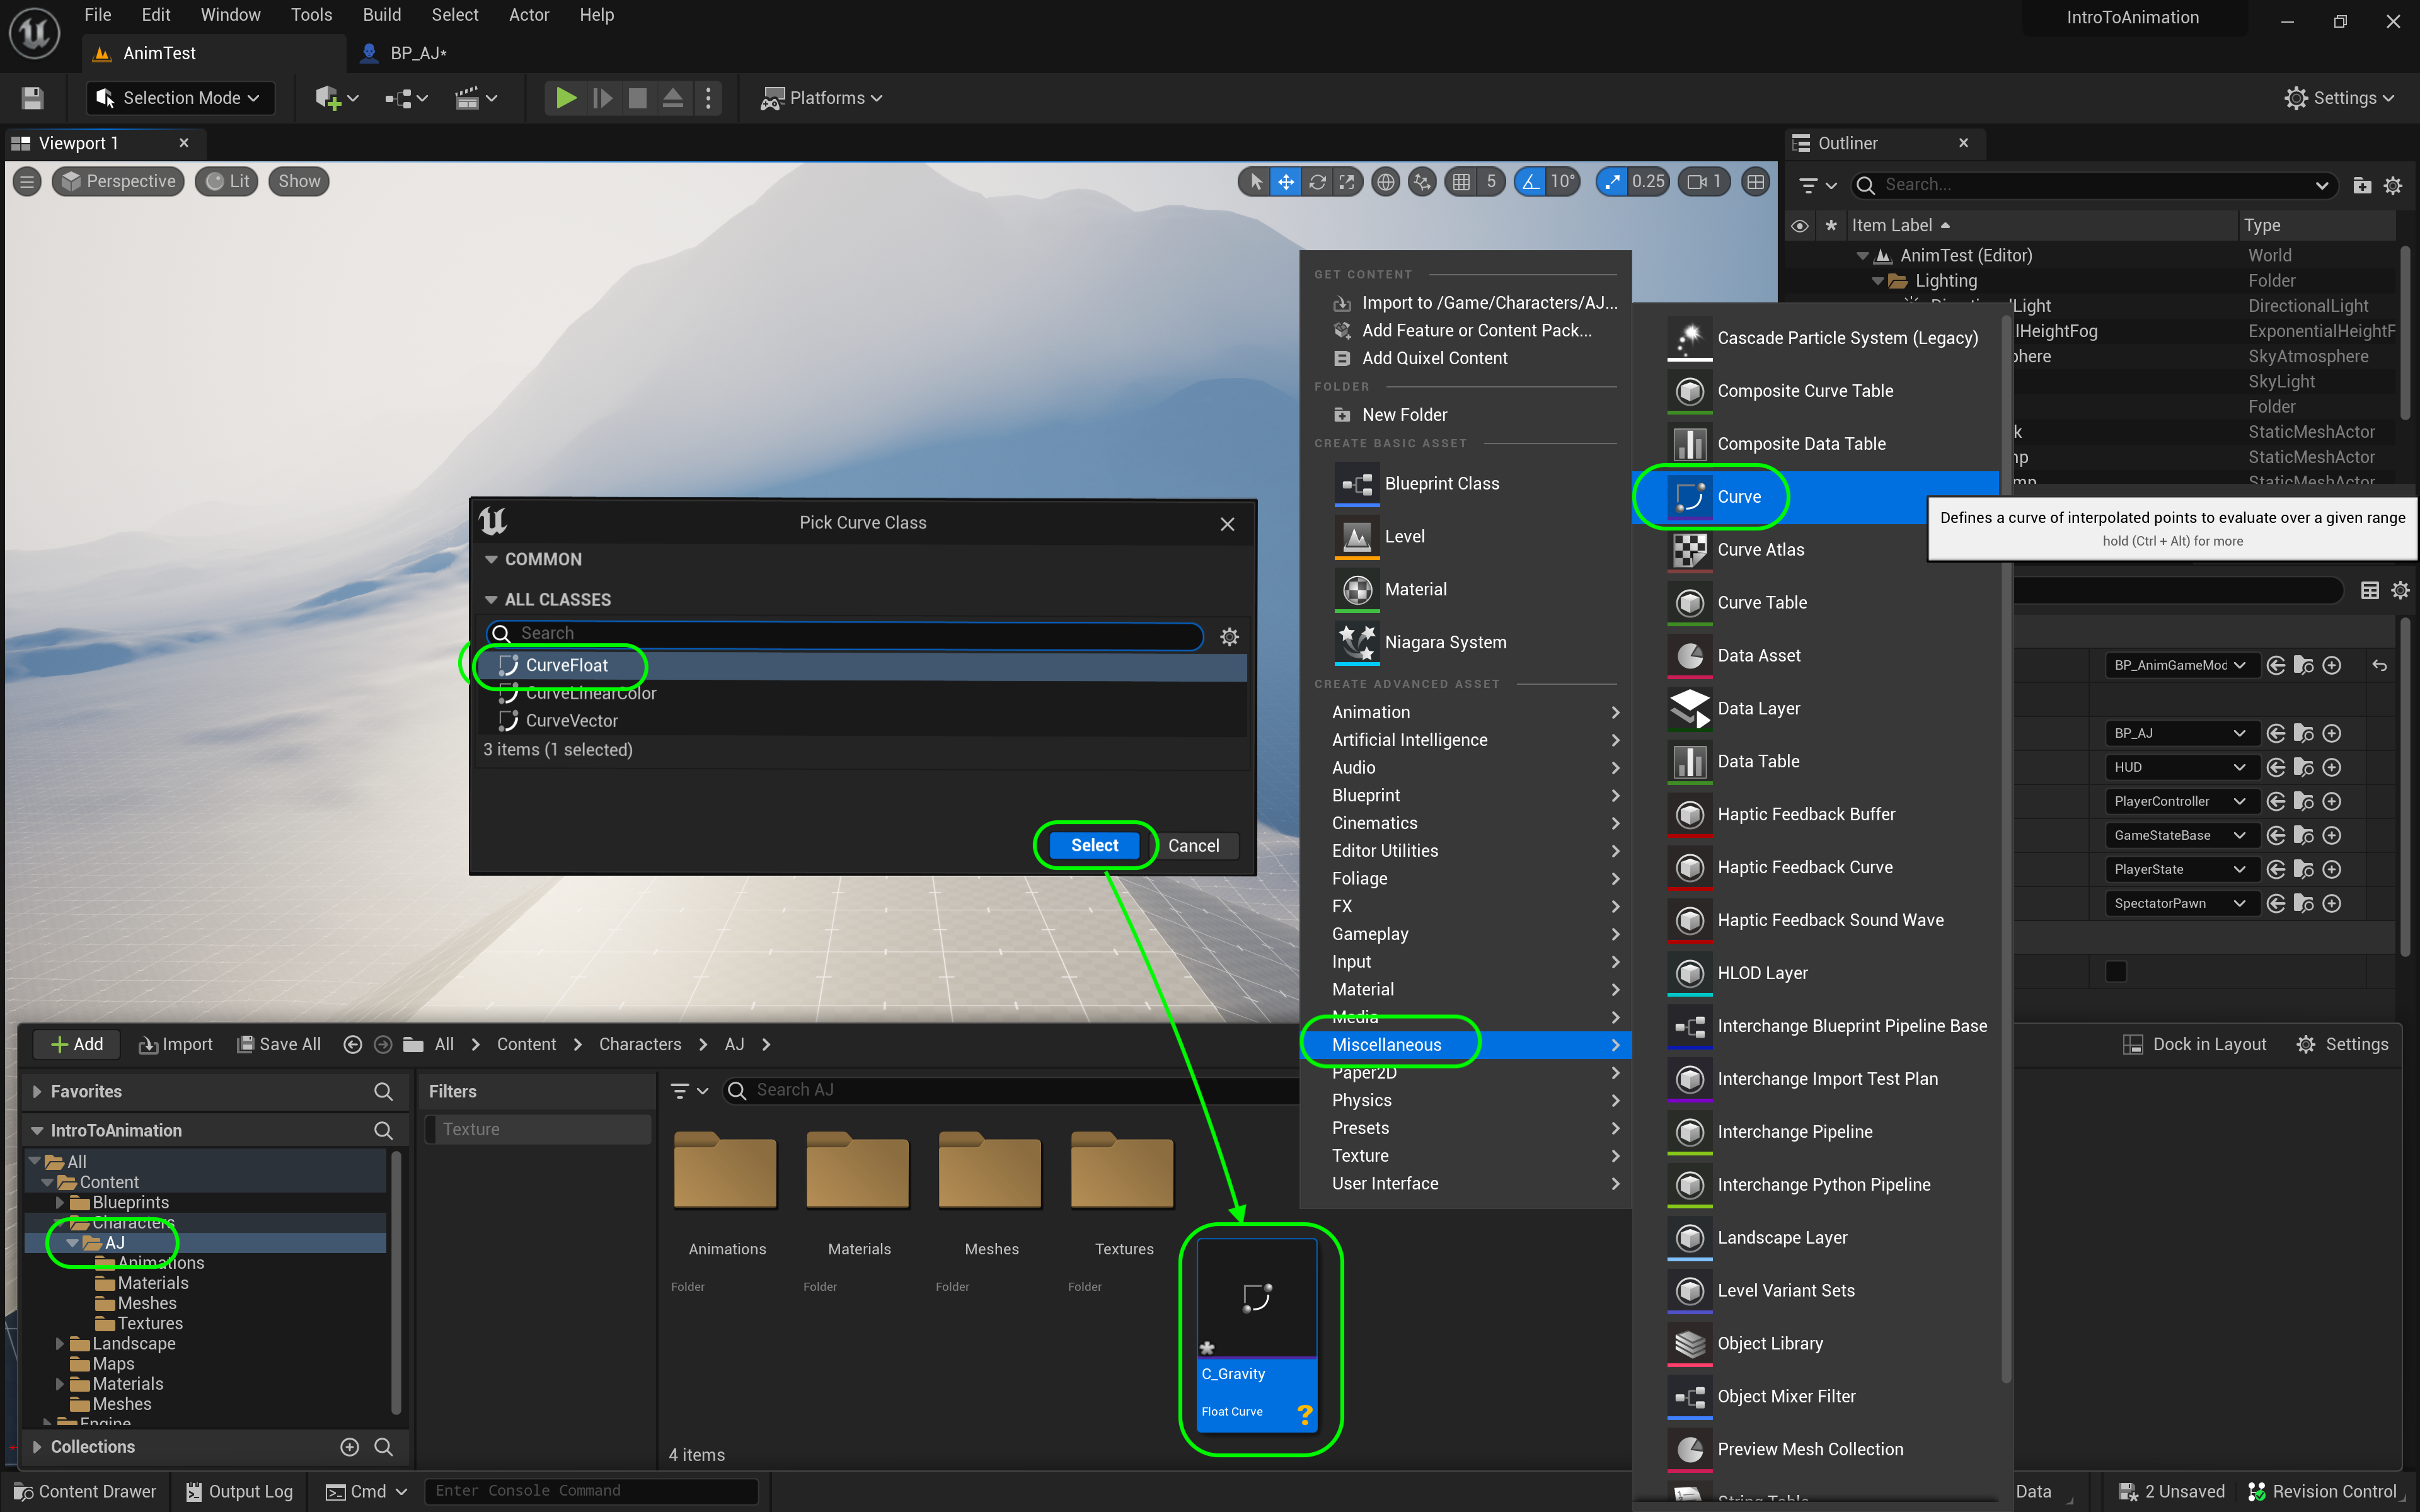 File Edit Window Tools Build Select Actor Help
IntroToAnimation
AnimTest
BP_AJ*
Selection Mode
Platforms
Settings
Viewport 1
Outliner
Perspective
Lit
Show
5
10°
0.25
1
Search...
Item Label
Type
AnimTest (Editor)
World
Lighting
Folder
Light
DirectionalLight
lHeightFog
ExponentialHeightF
SkyAtmosphere
SkyLight
Folder
StaticMeshActor
StaticMeshActor
StaticMeshActor
GET CONTENT
Import to /Game/Characters/AJ...
Add Feature or Content Pack...
Add Quixel Content
FOLDER
New Folder
CREATE BASIC ASSET
Blueprint Class
Level
Material
Niagara System
CREATE ADVANCED ASSET
Animation
Artificial Intelligence
Audio
Blueprint
Cinematics
Editor Utilities
Foliage
FX
Gameplay
Input
Material
Media
Miscellaneous
Paper2D
Physics
Presets
Texture
User Interface
Cascade Particle System (Legacy)
Composite Curve Table
Composite Data Table
Curve
Curve Atlas
Curve Table
Data Asset
Data Layer
Data Table
Haptic Feedback Buffer
Haptic Feedback Curve
Haptic Feedback Sound Wave
HLOD Layer
Interchange Blueprint Pipeline Base
Interchange Import Test Plan
Interchange Pipeline
Interchange Python Pipeline
Landscape Layer
Level Variant Sets
Object Library
Object Mixer Filter
Preview Mesh Collection
String Table
Defines a curve of interpolated points to evaluate over a given range
hold (Ctrl + Alt) for more
BP_AnimGameMod
BP_AJ
HUD
PlayerController
GameStateBase
PlayerState
SpectatorPawn
Pick Curve Class
COMMON
ALL CLASSES
Search
CurveFloat
CurveLinearColor
CurveVector
3 items (1 selected)
Select
Cancel
Add
Import
Save All
All
Content
Characters
AJ
Dock in Layout
Settings
Favorites
IntroToAnimation
All
Content
Blueprints
Characters
AJ
Animations
Materials
Meshes
Textures
Landscape
Maps
Materials
Meshes
Engine
Collections
Filters
Texture
Search AJ
Animations
Materials
Meshes
Textures
Folder
Folder
Folder
Folder
C_Gravity
Float Curve
4 items
Content Drawer
Output Log
Cmd
Enter Console Command
Data
2 Unsaved
Revision Control